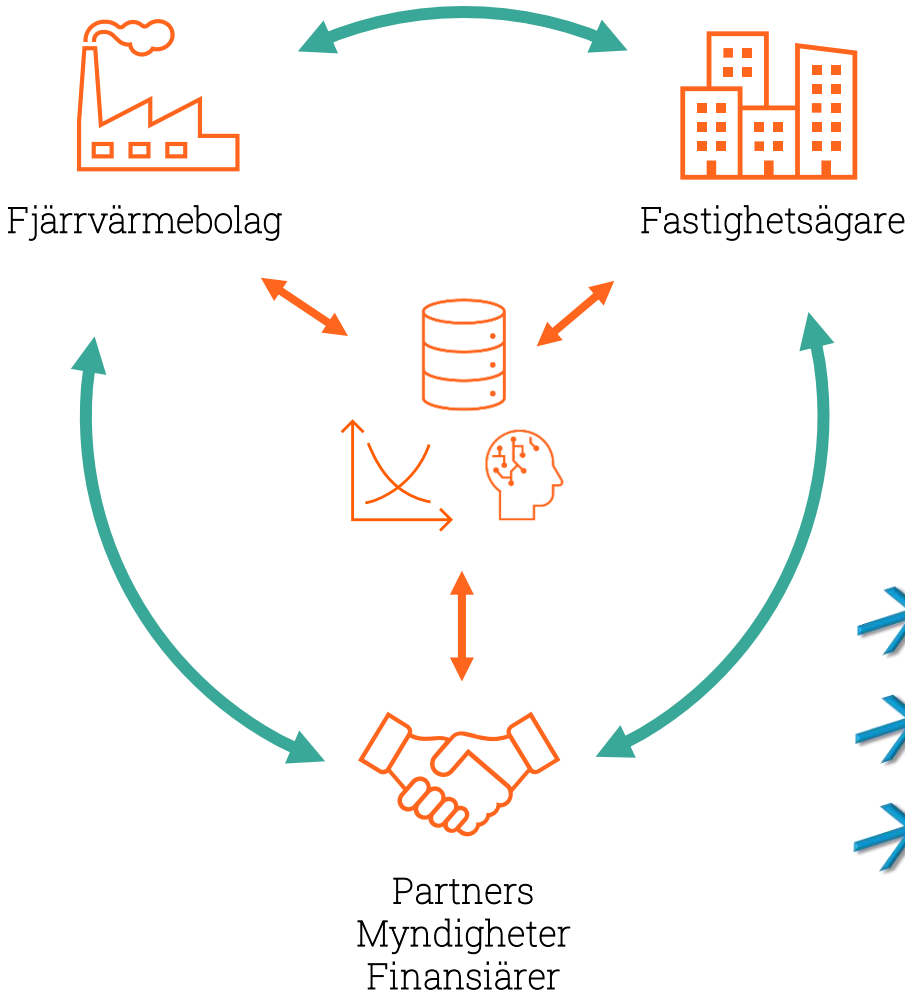 Fjärrvärmebolag
Fastighetsägare
Partners
Myndigheter
Finansiärer